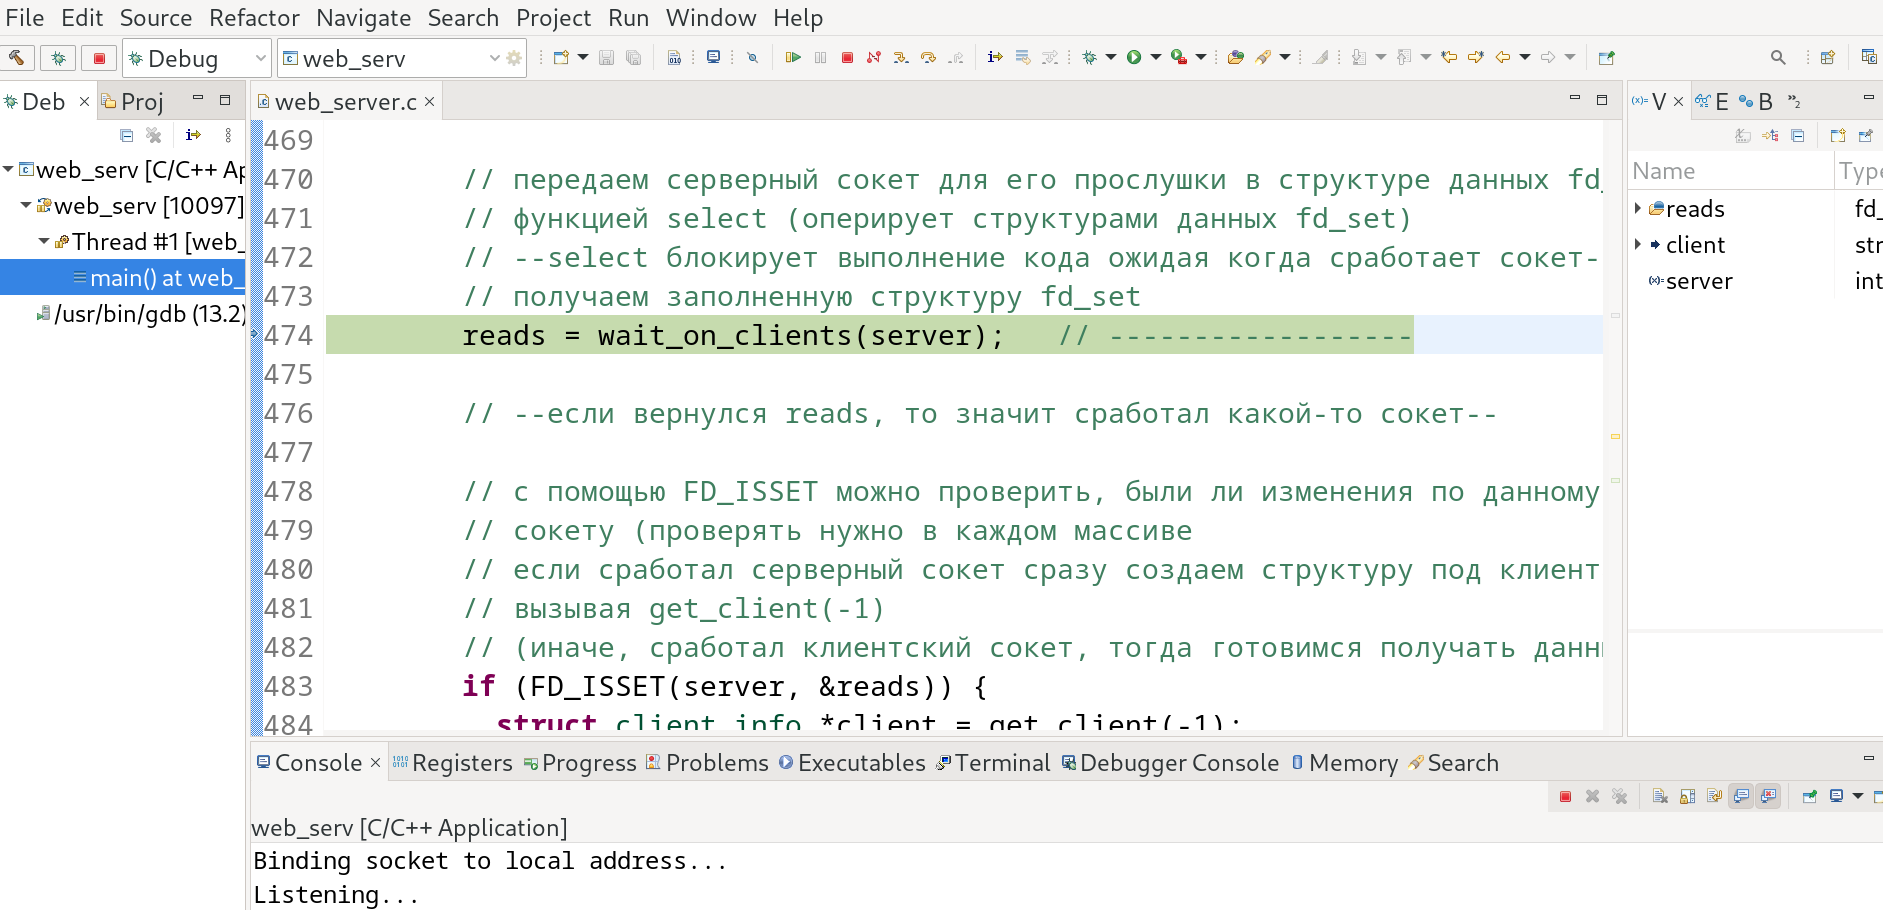 File Edit Source Refactor Navigate Search Project Run Window Help
Debug web_serv
Deb Proj
web_server.c
V E B »2
web_serv [C/C++ Ap
web_serv [10097]
Thread #1 [web_
main() at web_
/usr/bin/gdb (13.2)
469
470 // передаем серверный сокет для его прослушки в структуре данных fd_
471 // функцией select (оперирует структурами данных fd_set)
472 // --select блокирует выполнение кода ожидая когда сработает сокет-
473 // получаем заполненную структуру fd_set
474 reads = wait_on_clients(server); // ------------------
475
476 // --если вернулся reads, то значит сработал какой-то сокет--
477
478 // с помощью FD_ISSET можно проверить, были ли изменения по данному
479 // сокету (проверять нужно в каждом массиве
480 // если сработал серверный сокет сразу создаем структуру под клиент
481 // вызывая get_client(-1)
482 // (иначе, сработал клиентский сокет, тогда готовимся получать данн
483 if (FD_ISSET(server, &reads)) {
484 struct client_info *client = get_client(-1);
Name Type
reads fd_
client str
server int
Console Registers Progress Problems Executables Terminal Debugger Console Memory Search
web_serv [C/C++ Application]
Binding socket to local address...
Listening...